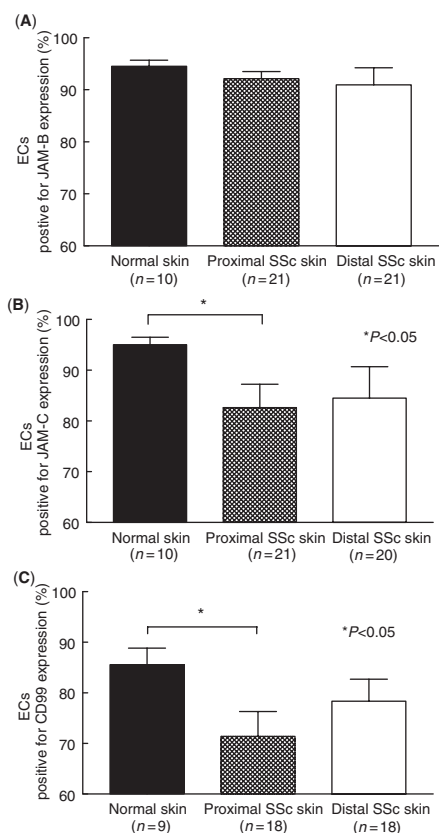 (A)
100
90
80
70
60
ECs
postive for JAM-B expression (%)
Normal skin
(n=10)
Proximal SSc skin
(n=21)
Distal SSc skin
(n=21)
(B)
100
90
80
70
60
ECs
positive for JAM-C expression (%)
*
*P<0.05
Normal skin
(n=10)
Proximal SSc skin
(n=21)
Distal SSc skin
(n=20)
(C)
100
90
80
70
60
ECs
positive for CD99 expression (%)
*
*P<0.05
Normal skin
(n=9)
Proximal SSc skin
(n=18)
Distal SSc skin
(n=18)